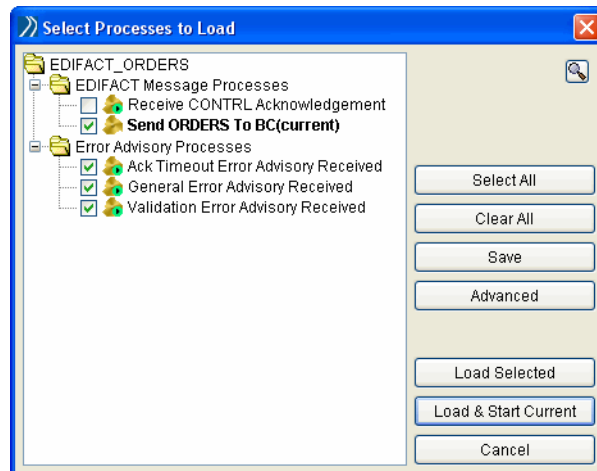 Select Processes to Load
EDIFACT_ORDERS
EDIFACT Message Processes
Receive CONTRL Acknowledgement
Send ORDERS To BC(current)
Error Advisory Processes
Ack Timeout Error Advisory Received
General Error Advisory Received
Validation Error Advisory Received
Select All
Clear All
Save
Advanced
Load Selected
Load & Start Current
Cancel